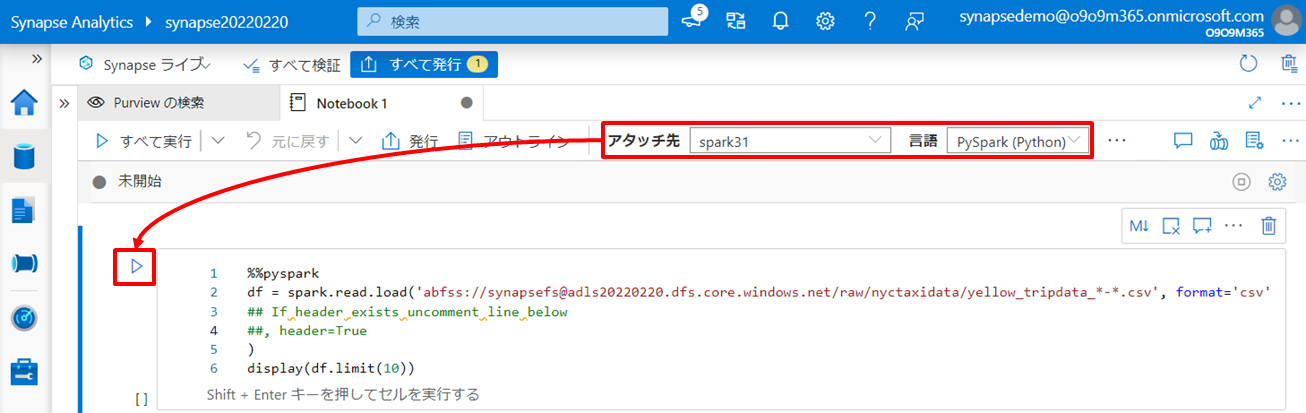 Synapse Analytics synapse20220220 検索 5 synapsedemo@o9o9m365.onmicrosoft.com
O9O9M365
Synapse ライブ すべて検証 すべて発行 1
Purview の検索 Notebook 1
すべて実行 元に戻す 発行 アウトライン アタッチ先 spark31 言語 PySpark (Python) ...
未開始
M↓ ...
1 %%pyspark
2 df = spark.read.load('abfss://synapsefs@adls20220220.dfs.core.windows.net/raw/nyctaxidata/yellow_tripdata_*-*.csv', format='csv'
3 ## If header exists uncomment line below
4 ##, header=True
5 )
6 display(df.limit(10))
[ ] Shift + Enter キーを押してセルを実行する